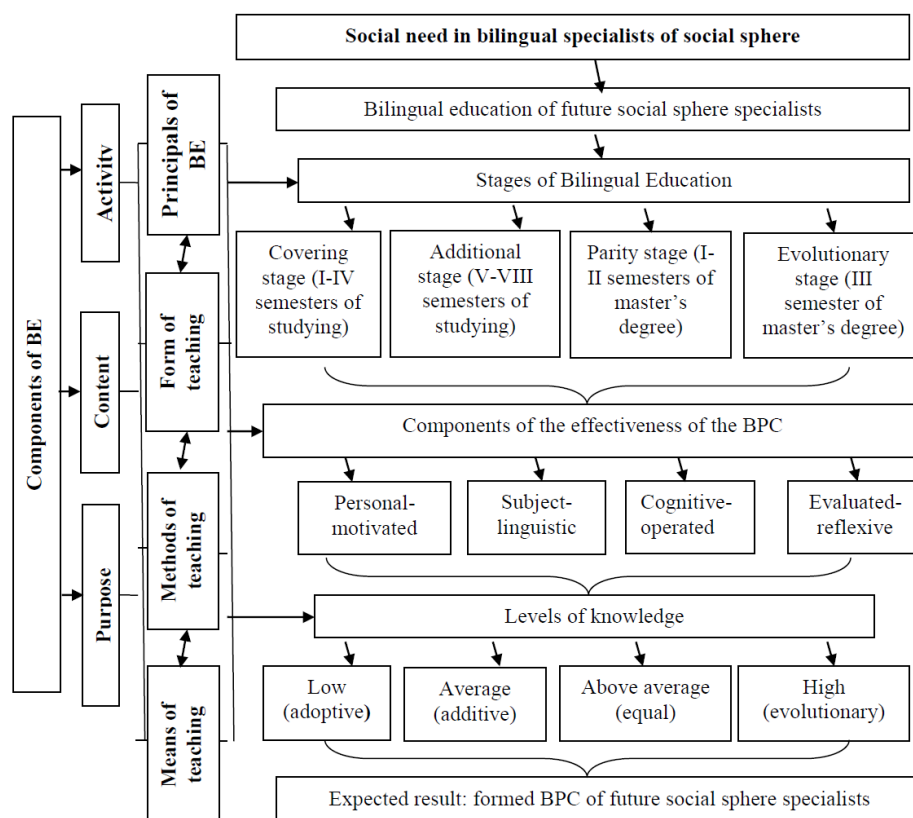 Social need in bilingual specialists of social sphere
Bilingual education of future social sphere specialists
Stages of Bilingual Education
Covering
stage (I-IV
semesters of
studying)
Additional
stage (V-VIII
semesters of
studying)
Parity stage (I-
II semesters of
master’s
degree)
Evolutionary
stage (III
semester of
master’s degree)
Components of the effectiveness of the BPC
Personal-
motivated
Subject-
linguistic
Cognitive-
operated
Evaluated-
reflexive
Levels of knowledge
Low
(adoptive)
Average
(additive)
Above average
(equal)
High
(evolutionary)
Expected result: formed BPC of future social sphere specialists
Components of BE
Activity
Content
Purpose
Principals of
BE
Form of
teaching
Methods of
teaching
Means of
teaching